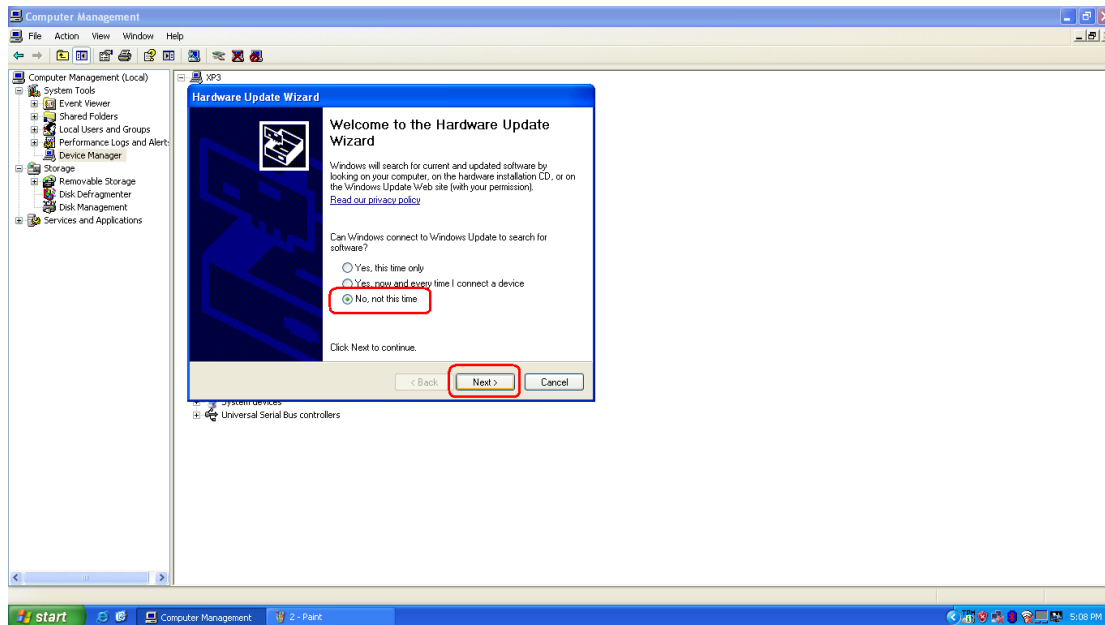 Computer Management
File Action View Window Help
Computer Management (Local)
System Tools
Event Viewer
Shared Folders
Local Users and Groups
Performance Logs and Alert
Device Manager
Storage
Removable Storage
Disk Defragmenter
Disk Management
Services and Applications
XP3
Hardware Update Wizard
Welcome to the Hardware Update
Wizard
Windows will search for current and updated software by
looking on your computer, on the hardware installation CD, or on
the Windows Update Web site (with your permission).
Read our privacy policy
Can Windows connect to Windows Update to search for
software?
Yes, this time only
Yes, now and every time I connect a device
No, not this time
Click Next to continue.
< Back Next > Cancel
System devices
Universal Serial Bus controllers
start Computer Management 2 - Paint 5:08 PM